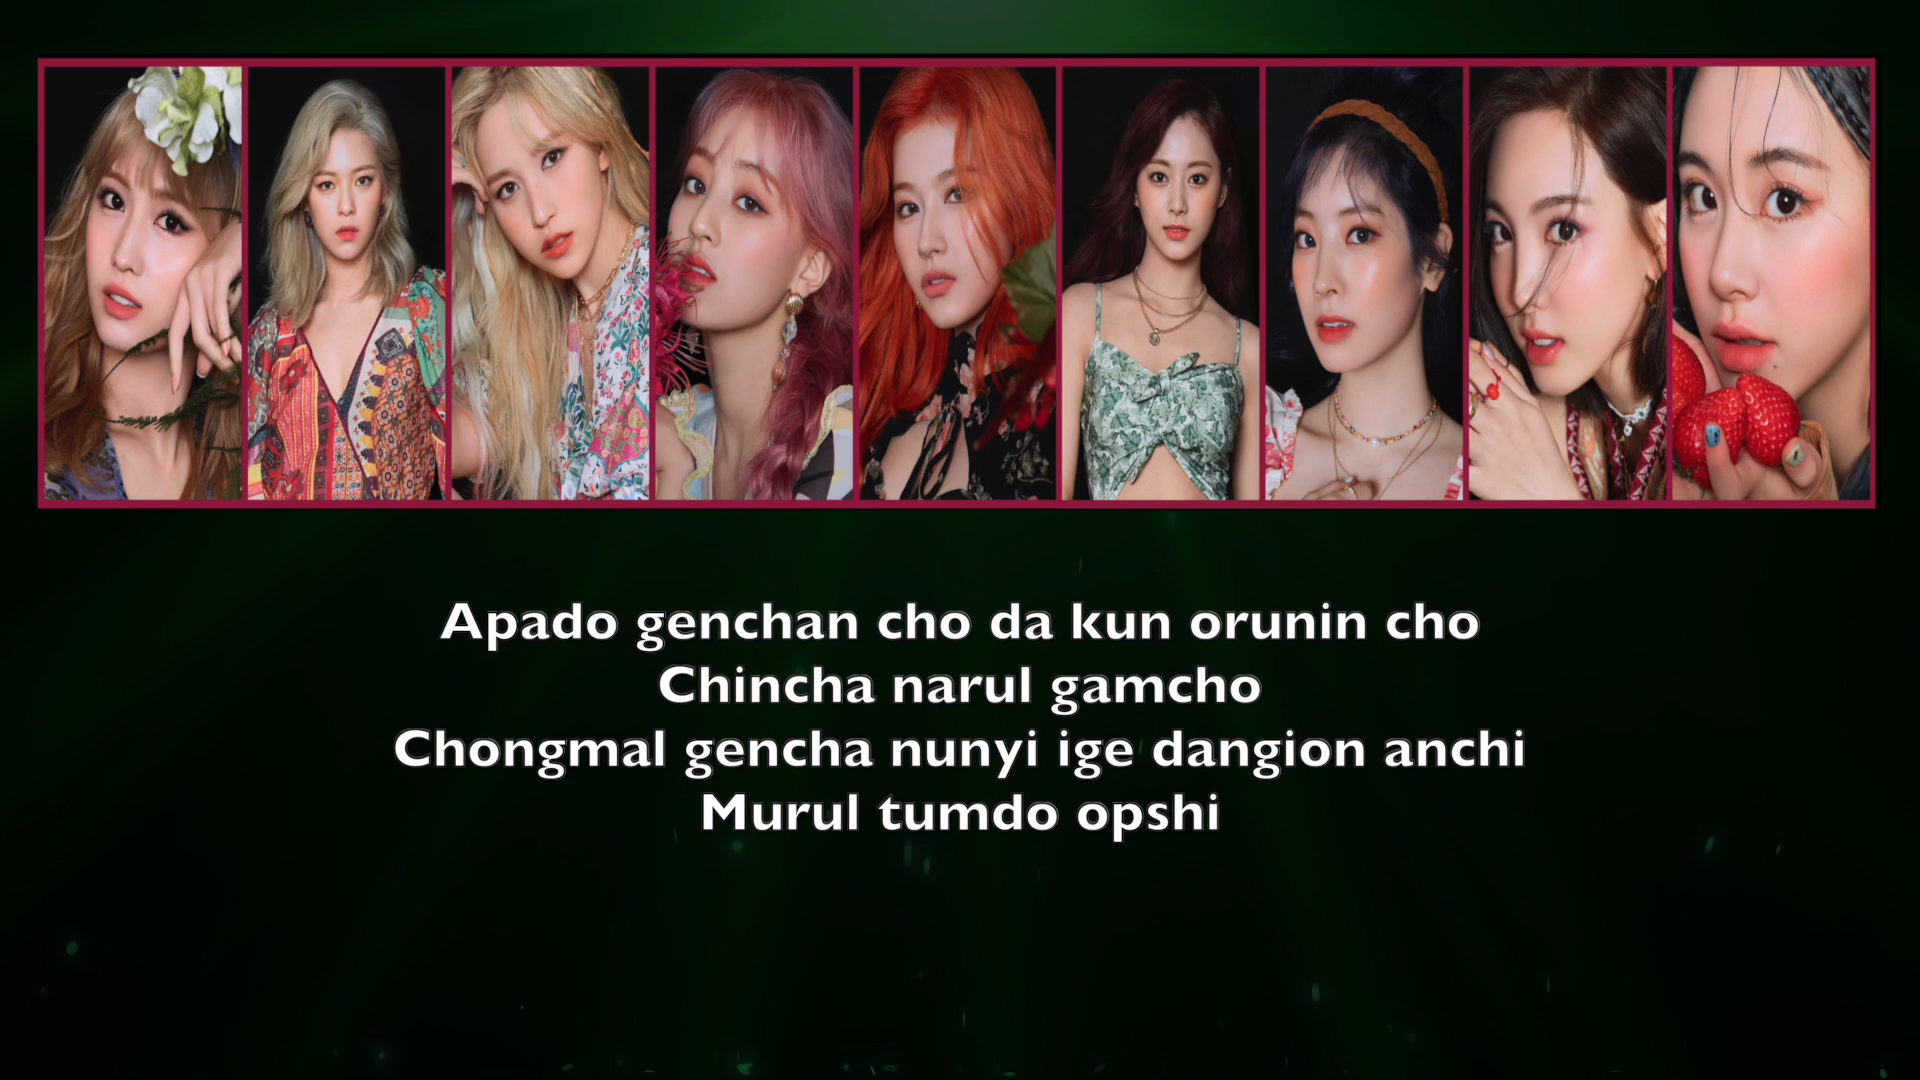 Apado genchan cho da kun orunin cho
Chincha narul gamcho
Chongmal gencha nunyi ige dangion anchi
Murul tumdo opshi